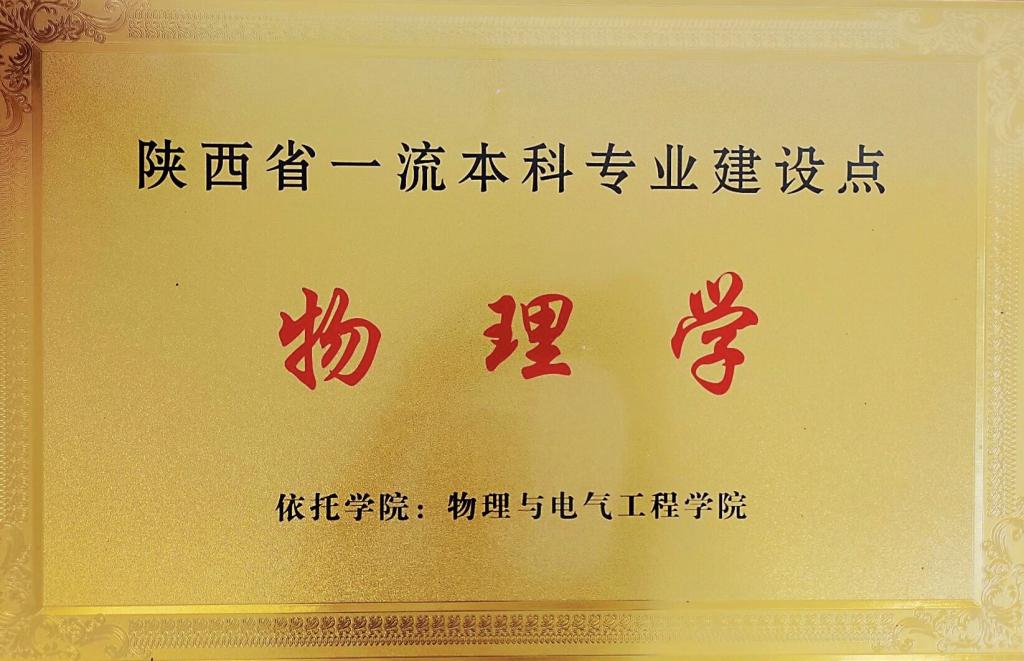 陕西省一流本科专业建设点
物理学
依托学院：物理与电气工程学院